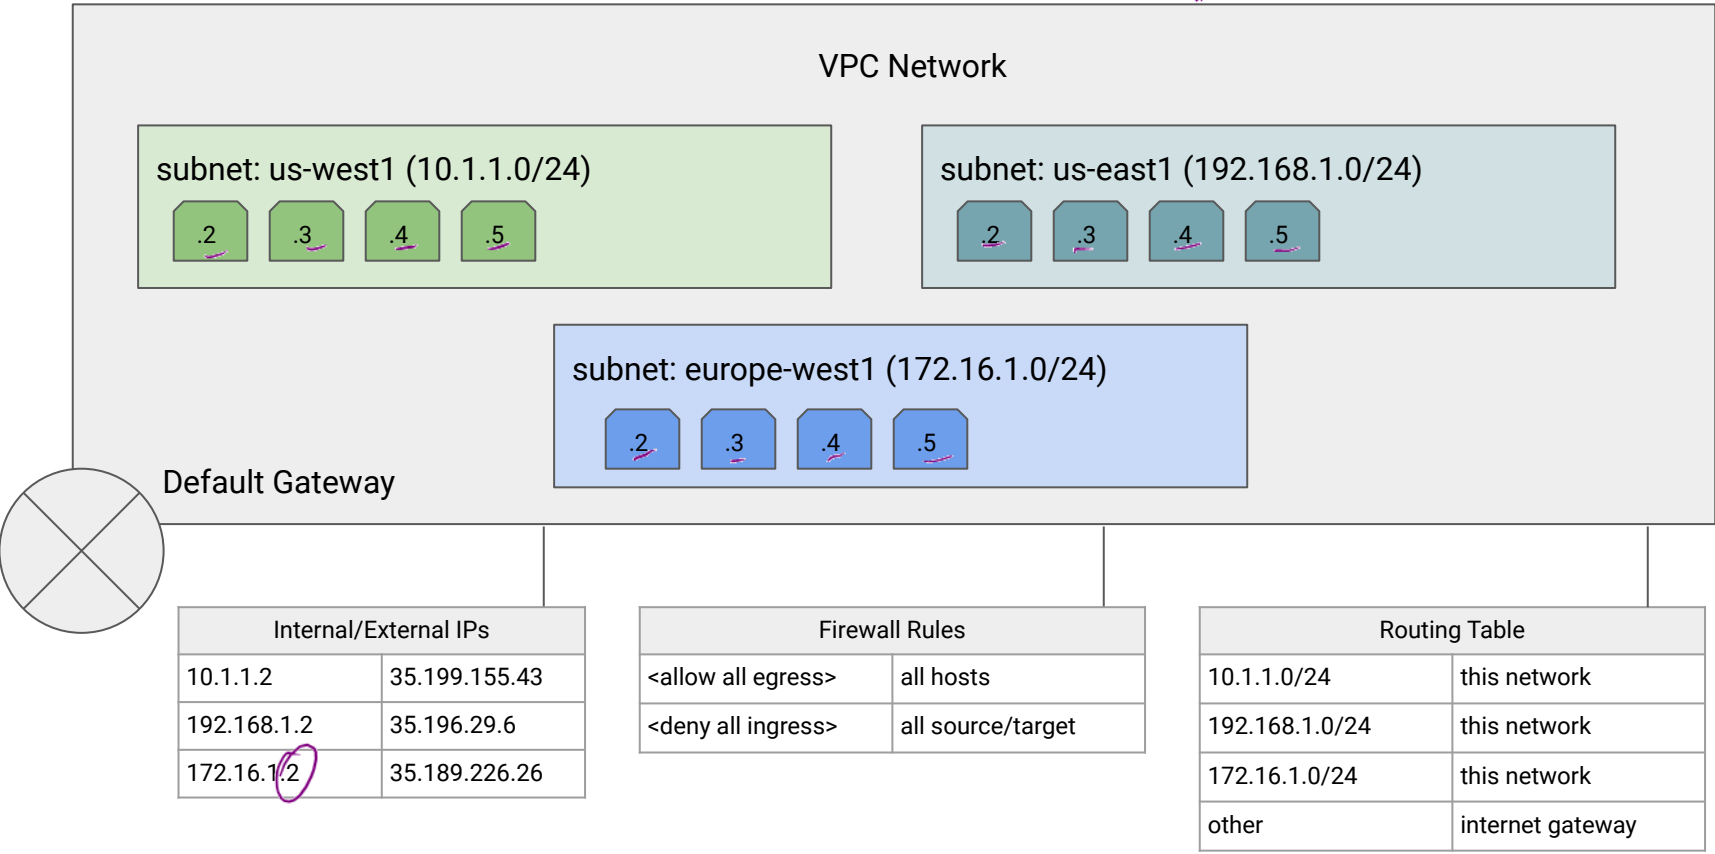 VPC Network
subnet: us-west1 (10.1.1.0/24)
.2 .3 .4 .5
subnet: us-east1 (192.168.1.0/24)
.2 .3 .4 .5
subnet: europe-west1 (172.16.1.0/24)
.2 .3 .4 .5
Default Gateway
Internal/External IPs
10.1.1.2 35.199.155.43
192.168.1.2 35.196.29.6
172.16.1.2 35.189.226.26
Firewall Rules
<allow all egress> all hosts
<deny all ingress> all source/target
Routing Table
10.1.1.0/24 this network
192.168.1.0/24 this network
172.16.1.0/24 this network
other internet gateway